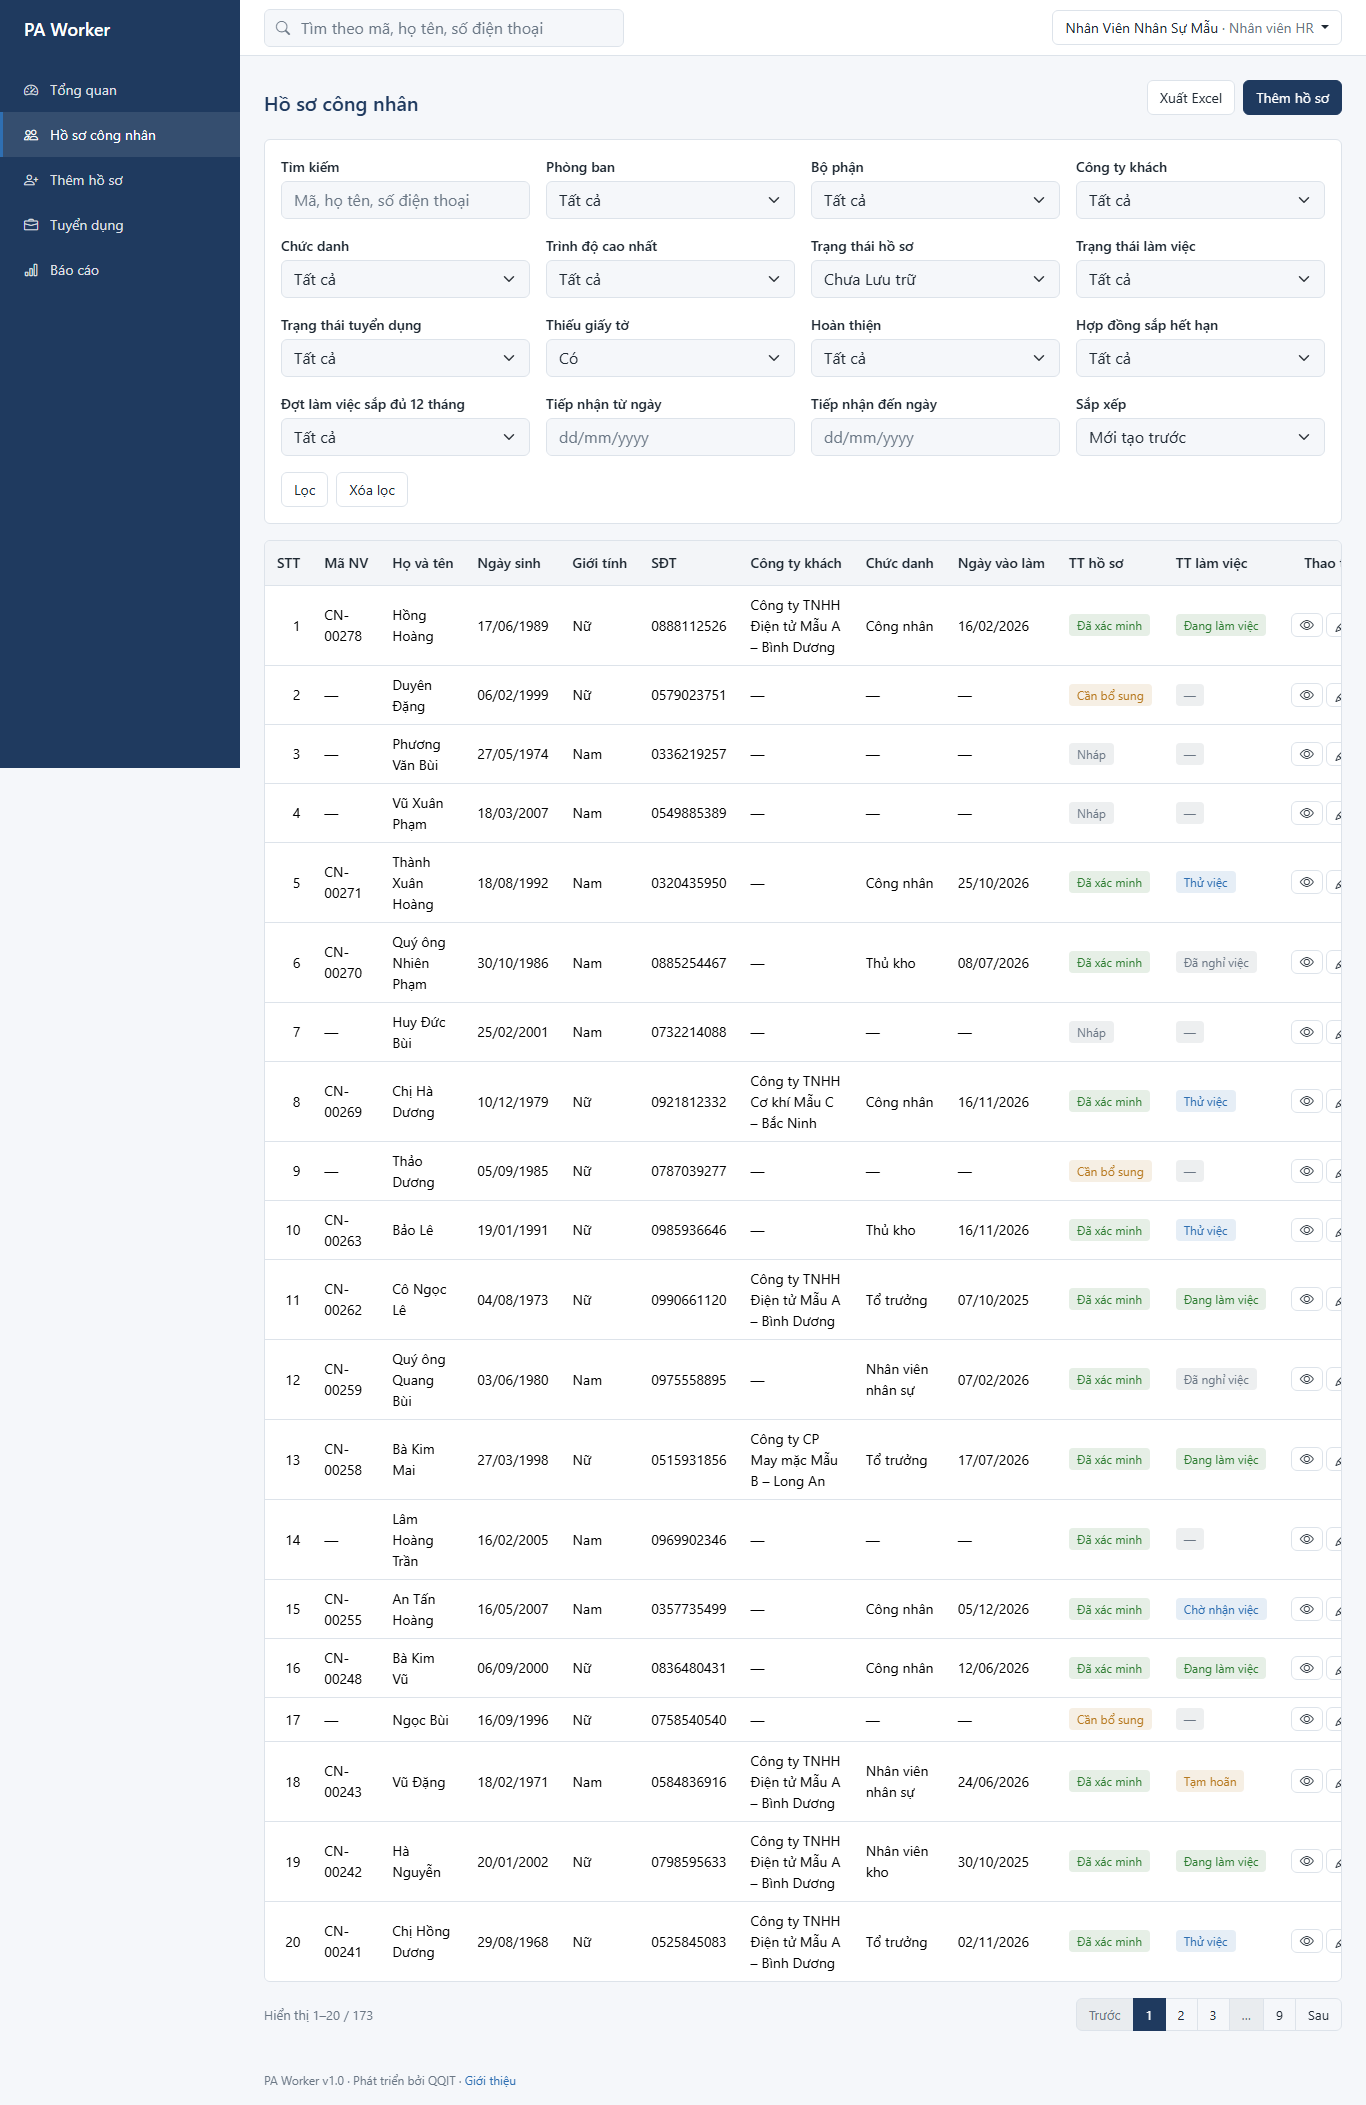 PA Worker
Tìm theo mã, họ tên, số điện thoại
Nhân Viên Nhân Sự Mẫu · Nhân viên HR
Tổng quan
Hồ sơ công nhân
Thêm hồ sơ
Tuyển dụng
Báo cáo
Hồ sơ công nhân
Xuất Excel
Thêm hồ sơ
Tìm kiếm Phòng ban Bộ phận Công ty khách
Mã, họ tên, số điện thoại Tất cả Tất cả Tất cả
Chức danh Trình độ cao nhất Trạng thái hồ sơ Trạng thái làm việc
Tất cả Tất cả Chưa Lưu trữ Tất cả
Trạng thái tuyển dụng Thiếu giấy tờ Hoàn thiện Hợp đồng sắp hết hạn
Tất cả Có Tất cả Tất cả
Đợt làm việc sắp đủ 12 tháng Tiếp nhận từ ngày Tiếp nhận đến ngày Sắp xếp
Tất cả dd/mm/yyyy dd/mm/yyyy Mới tạo trước
Lọc Xóa lọc
STT Mã NV Họ và tên Ngày sinh Giới tính SĐT Công ty khách Chức danh Ngày vào làm TT hồ sơ TT làm việc Thao
1 CN-00278 Hồng Hoàng 17/06/1989 Nữ 0888112526 Công ty TNHH Điện tử Mẫu A – Bình Dương Công nhân 16/02/2026 Đã xác minh Đang làm việc
2 — Duyên Đặng 06/02/1999 Nữ 0579023751 — — — Cần bổ sung —
3 — Phương Văn Bùi 27/05/1974 Nam 0336219257 — — — Nháp —
4 — Vũ Xuân Phạm 18/03/2007 Nam 0549885389 — — — Nháp —
5 CN-00271 Thành Xuân Hoàng 18/08/1992 Nam 0320435950 — Công nhân 25/10/2026 Đã xác minh Thử việc
6 CN-00270 Quý ông Nhiên Phạm 30/10/1986 Nam 0885254467 — Thủ kho 08/07/2026 Đã xác minh Đã nghỉ việc
7 — Huy Đức Bùi 25/02/2001 Nam 0732214088 — — — Nháp —
8 CN-00269 Chị Hà Dương 10/12/1979 Nữ 0921812332 Công ty TNHH Cơ khí Mẫu C – Bắc Ninh Công nhân 16/11/2026 Đã xác minh Thử việc
9 — Thảo Dương 05/09/1985 Nữ 0787039277 — — — Cần bổ sung —
10 CN-00263 Bảo Lê 19/01/1991 Nữ 0985936646 — Thủ kho 16/11/2026 Đã xác minh Thử việc
11 CN-00262 Cô Ngọc Lê 04/08/1973 Nữ 0990661120 Công ty TNHH Điện tử Mẫu A – Bình Dương Tổ trưởng 07/10/2025 Đã xác minh Đang làm việc
12 CN-00259 Quý ông Quang Bùi 03/06/1980 Nam 0975558895 — Nhân viên nhân sự 07/02/2026 Đã xác minh Đã nghỉ việc
13 CN-00258 Bà Kim Mai 27/03/1998 Nữ 0515931856 Công ty CP May mặc Mẫu B – Long An Tổ trưởng 17/07/2026 Đã xác minh Đang làm việc
14 — Lâm Hoàng Trần 16/02/2005 Nam 0969902346 — — — Đã xác minh —
15 CN-00255 An Tấn Hoàng 16/05/2007 Nam 0357735499 — Công nhân 05/12/2026 Đã xác minh Chờ nhận việc
16 CN-00248 Bà Kim Vũ 06/09/2000 Nữ 0836480431 — Công nhân 12/06/2026 Đã xác minh Đang làm việc
17 — Ngọc Bùi 16/09/1996 Nữ 0758540540 — — — Cần bổ sung —
18 CN-00243 Vũ Đặng 18/02/1971 Nam 0584836916 Công ty TNHH Điện tử Mẫu A – Bình Dương Nhân viên nhân sự 24/06/2026 Đã xác minh Tạm hoãn
19 CN-00242 Hà Nguyễn 20/01/2002 Nữ 0798595633 Công ty TNHH Điện tử Mẫu A – Bình Dương Nhân viên kho 30/10/2025 Đã xác minh Đang làm việc
20 CN-00241 Chị Hồng Dương 29/08/1968 Nữ 0525845083 Công ty TNHH Điện tử Mẫu A – Bình Dương Tổ trưởng 02/11/2026 Đã xác minh Thử việc
Hiển thị 1–20 / 173
Trước 1 2 3 ... 9 Sau
PA Worker v1.0 · Phát triển bởi QQIT · Giới thiệu